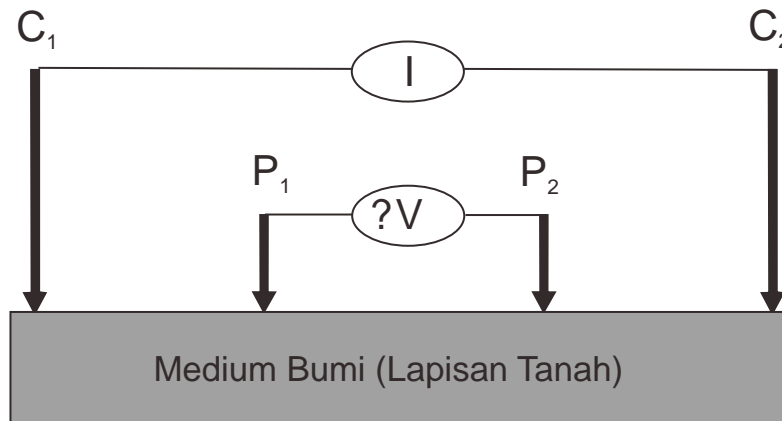 C1 C2
I
P1 P2
?V
Medium Bumi (Lapisan Tanah)